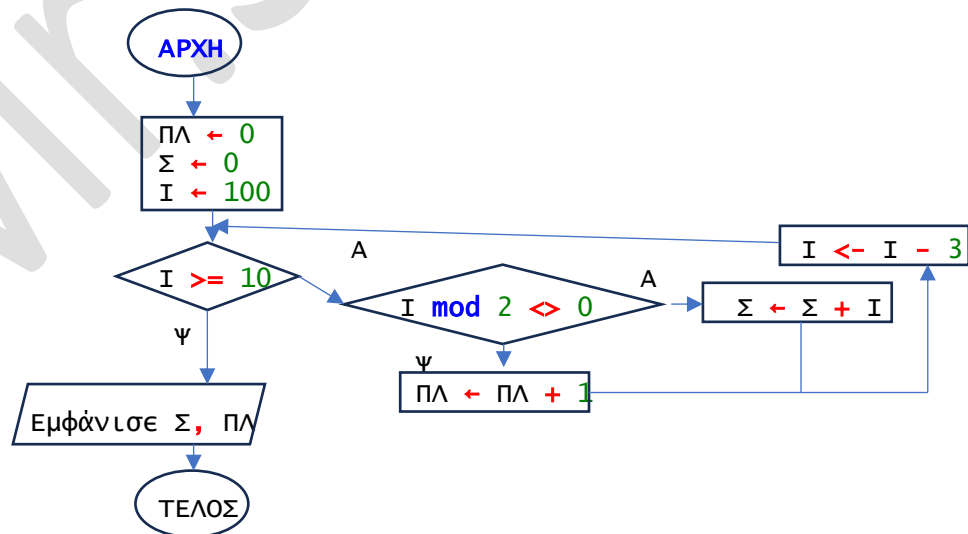 ΑΡΧΗ
ΠΛ ← 0
Σ ← 0
Ι ← 100
Ι >= 10
Α
Ι mod 2 <> 0
Α
Σ ← Σ + Ι
Ι <- Ι - 3
Ψ
Ψ
ΠΛ ← ΠΛ + 1
Εμφάνισε Σ, ΠΛ
ΤΕΛΟΣ